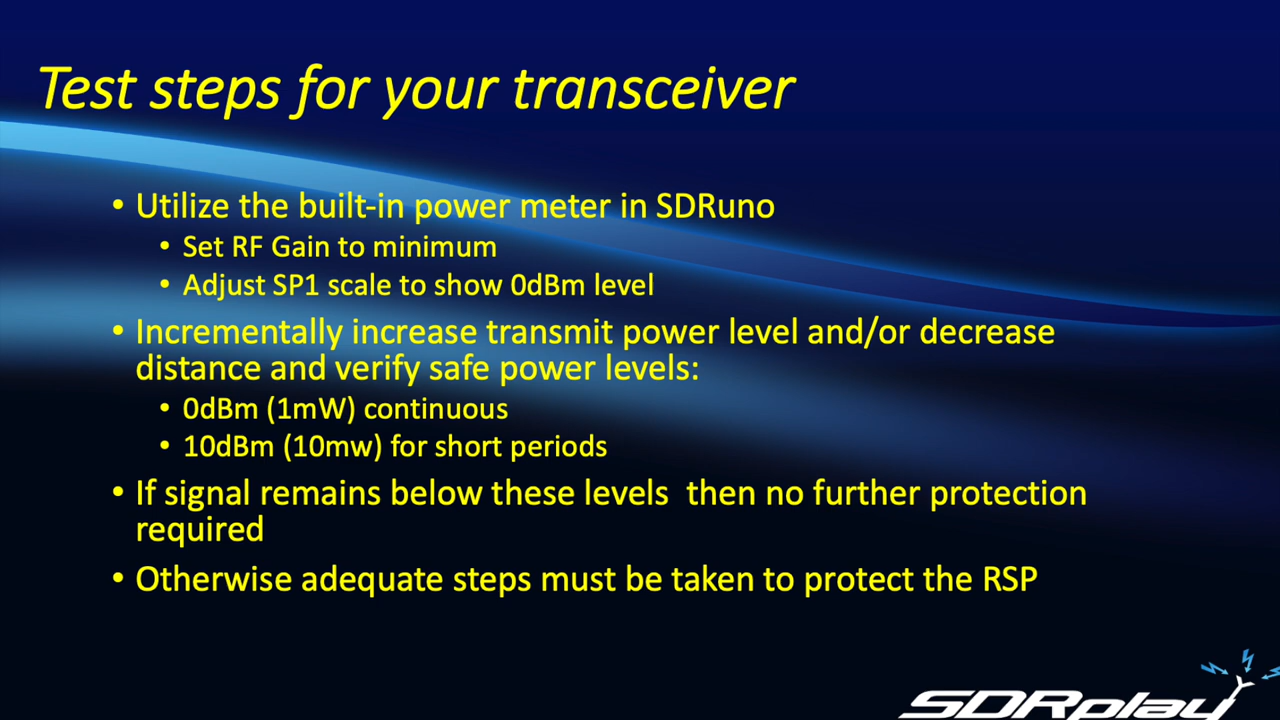 Test steps for your transceiver
• Utilize the built-in power meter in SDRuno
• Set RF Gain to minimum
• Adjust SP1 scale to show 0dBm level
• Incrementally increase transmit power level and/or decrease
distance and verify safe power levels:
• 0dBm (1mW) continuous
• 10dBm (10mw) for short periods
• If signal remains below these levels  then no further protection
required
• Otherwise adequate steps must be taken to protect the RSP
SDRplay